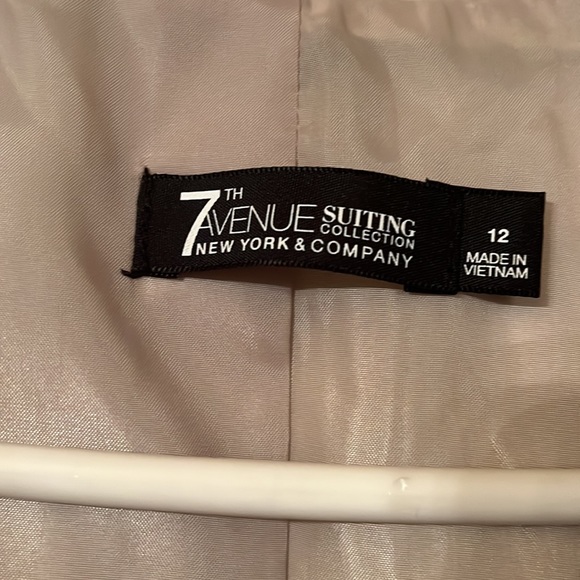 7TH AVENUE SUITING COLLECTION
NEW YORK & COMPANY
12
MADE IN
VIETNAM